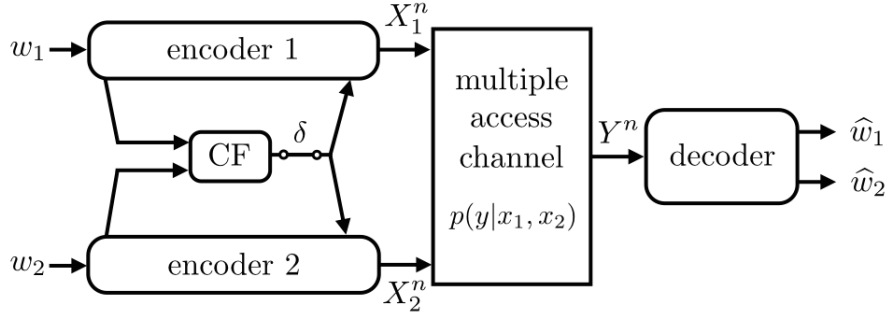 w₁
encoder 1
X₁ⁿ
CF
δ
w₂
encoder 2
X₂ⁿ
multiple
access
channel
p(y|x₁, x₂)
Yⁿ
decoder
ŵ₁
ŵ₂